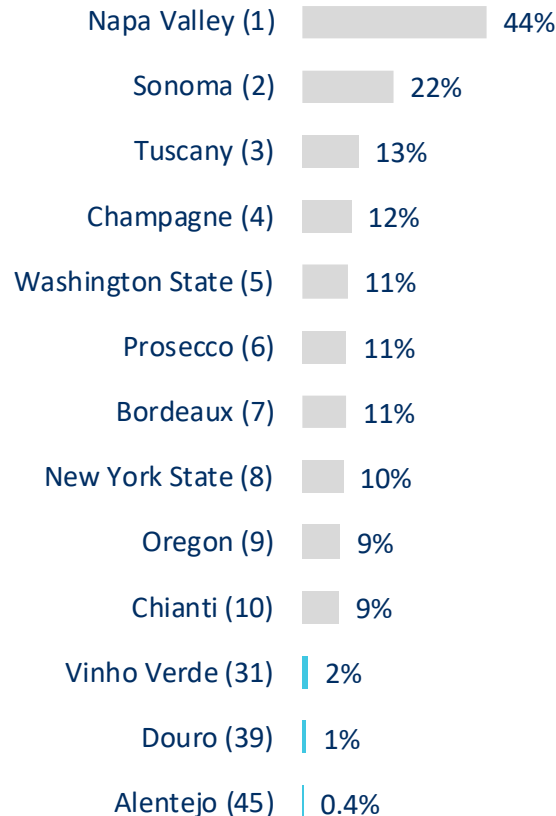 Napa Valley (1) 44%
Sonoma (2) 22%
Tuscany (3) 13%
Champagne (4) 12%
Washington State (5) 11%
Prosecco (6) 11%
Bordeaux (7) 11%
New York State (8) 10%
Oregon (9) 9%
Chianti (10) 9%
Vinho Verde (31) 2%
Douro (39) 1%
Alentejo (45) 0.4%